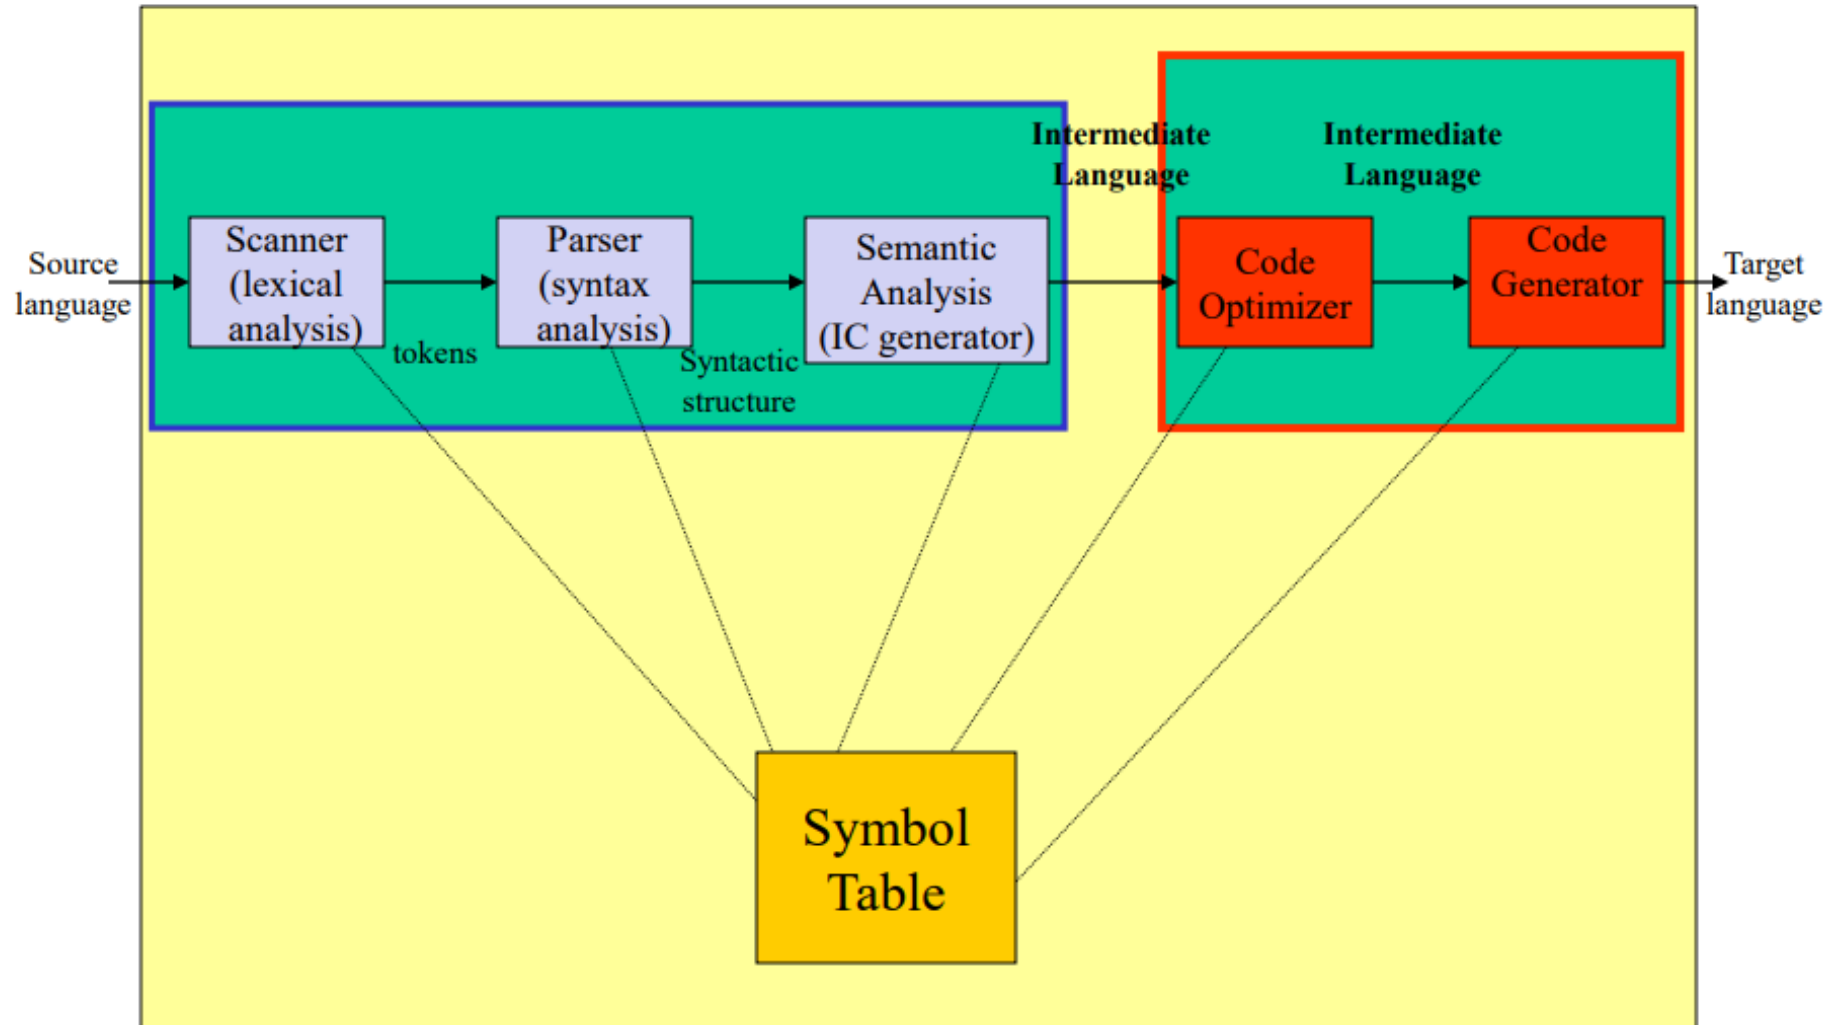 Intermediate
Language
Intermediate
Language
Source
language
Scanner
(lexical
analysis)
tokens
Parser
(syntax
analysis)
Syntactic
structure
Semantic
Analysis
(IC generator)
Code
Optimizer
Code
Generator
Target
language
Symbol
Table